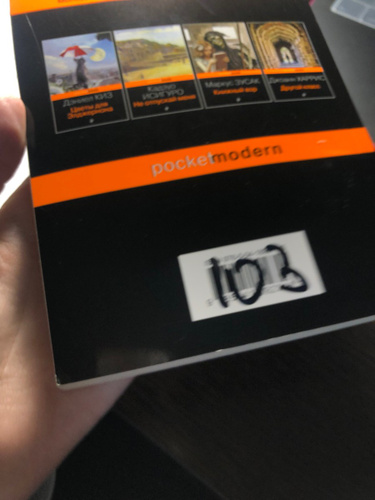 Дэниел КИЗ
Цветы для
Элджернона
Кадзуо
ИСИГУРО
Не отпускай меня
Маркус ЗУСАК
Книжный вор
Джоанн ХАРРИС
Другой класс
pocketmodern
103